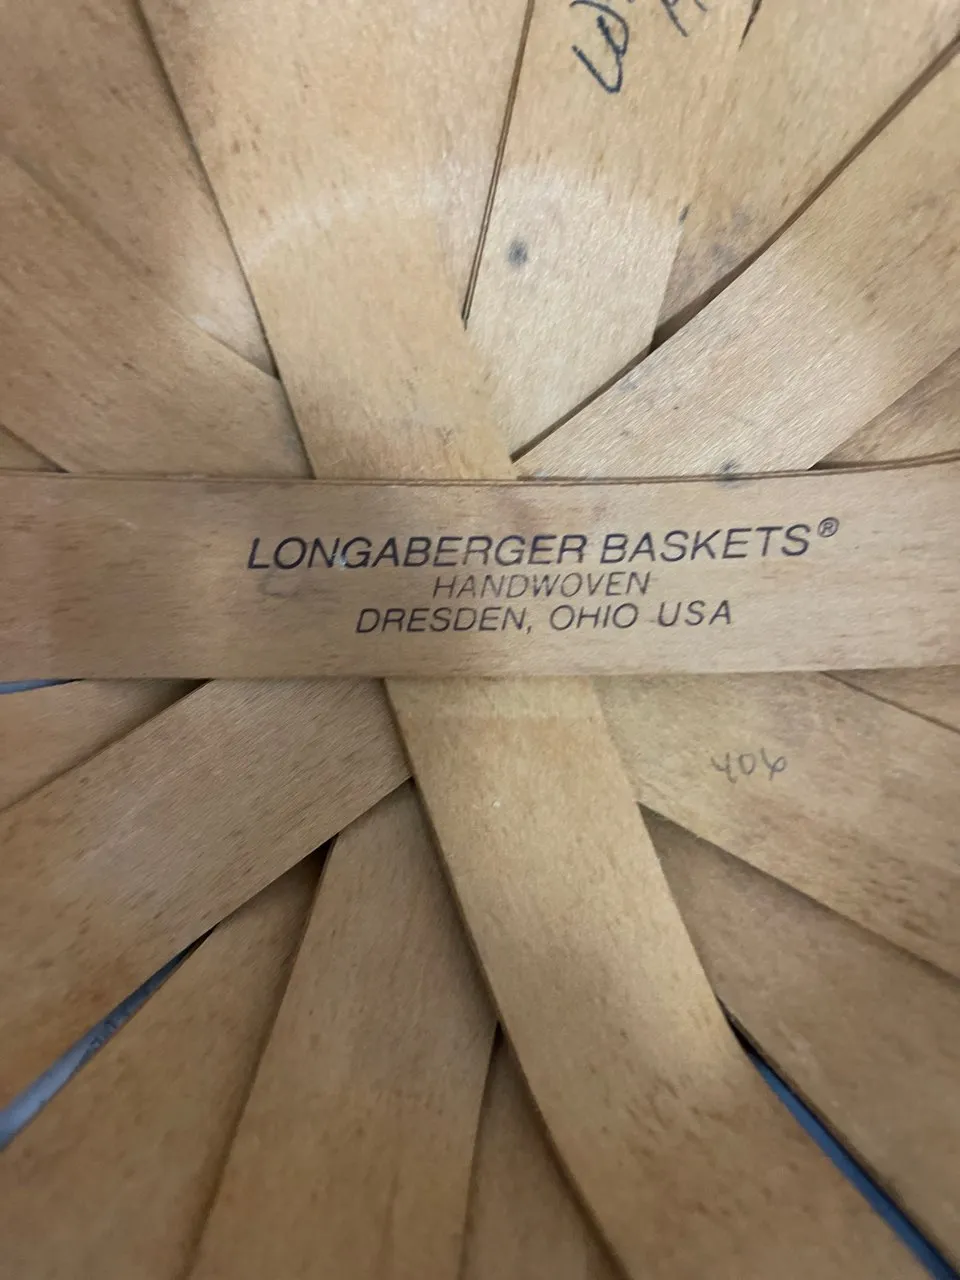 LONGABERGER BASKETS®
HANDWOVEN
DRESDEN, OHIO USA
406